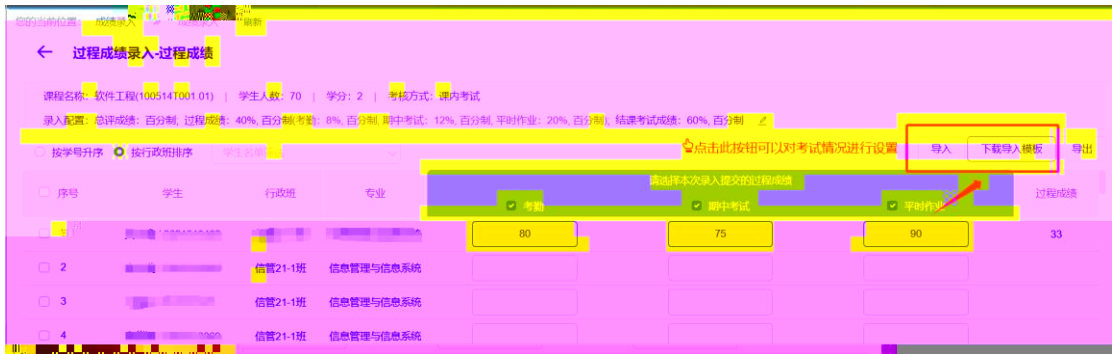 您的当前位置： 成绩录入 // 成绩录入 刷新
← 过程成绩录入-过程成绩
课程名称: 软件工程(100514T001.01) | 学生人数: 70 | 学分: 2 | 考核方式: 课内考试
录入配置: 总评成绩: 百分制, 过程成绩: 40%, 百分制(考勤: 8%, 百分制, 期中考试: 12%, 百分制, 平时作业: 20%, 百分制), 结课考试成绩: 60%, 百分制
按学号升序 按行政班排序 学生名单 点击此按钮可以对考试情况进行设置 导入 下载导入模板 导出
请选择本次录入提交的过程成绩
序号 学生 行政班 专业 考勤 期中考试 平时作业 过程成绩
80 75 90 33
2 信管21-1班 信息管理与信息系统
3 信管21-1班 信息管理与信息系统
4 信管21-1班 信息管理与信息系统